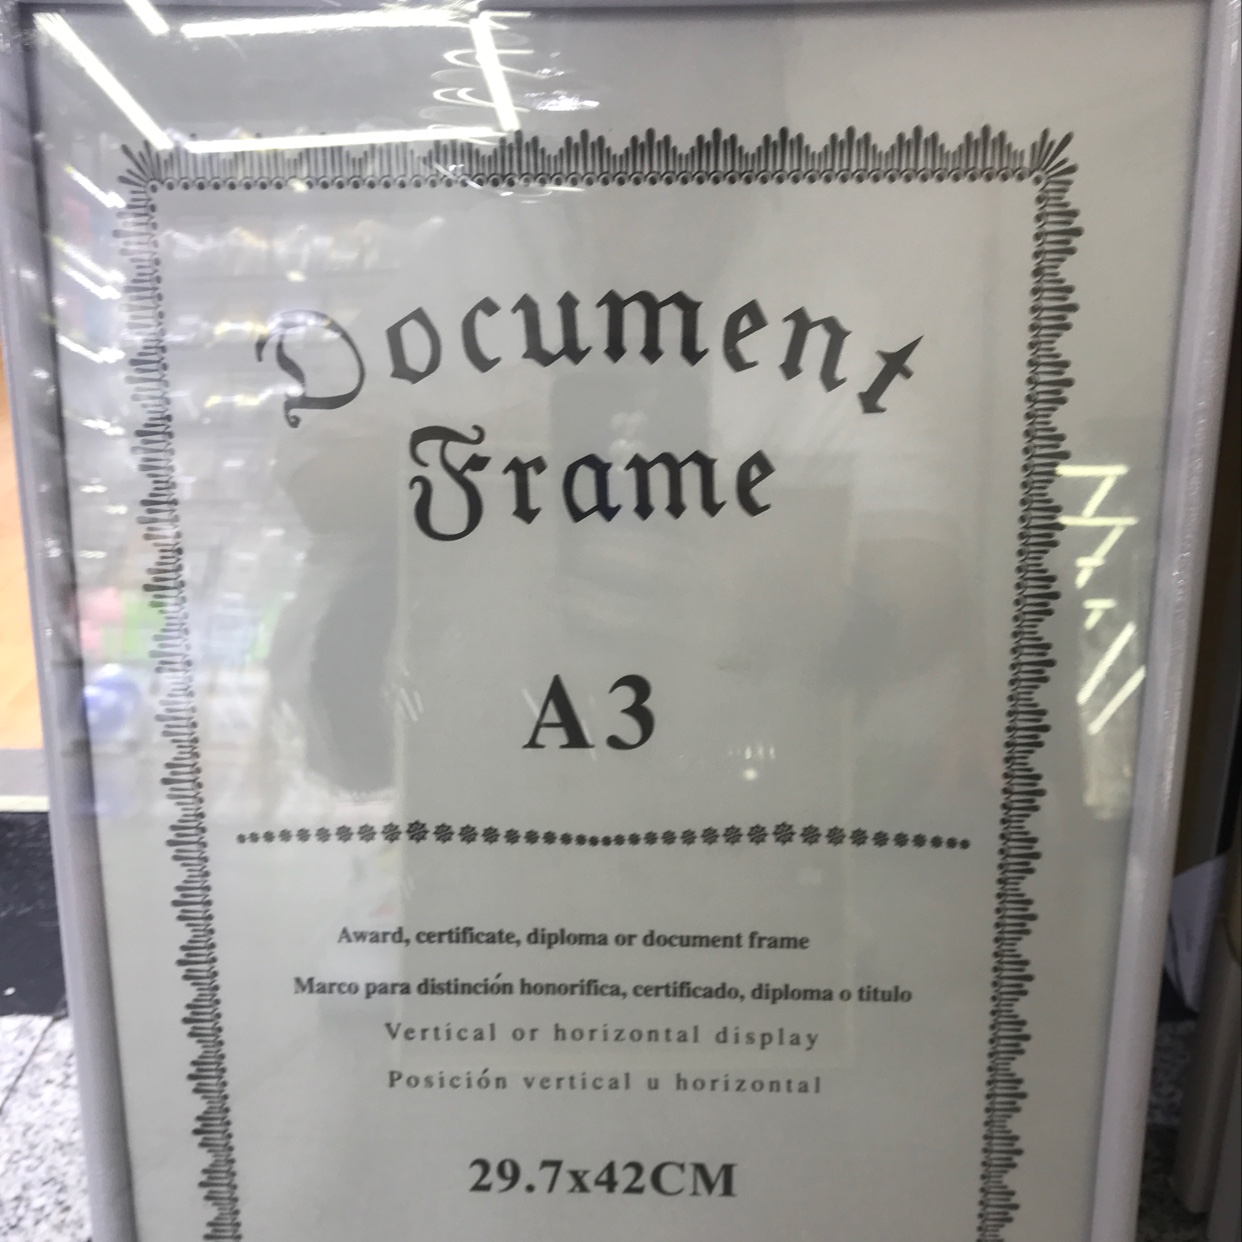 Document
Frame
A3
Award, certificate, diploma or document frame
Marco para distinción honorifica, certificado, diploma o titulo
Vertical or horizontal display
Posición vertical u horizontal
29.7x42CM